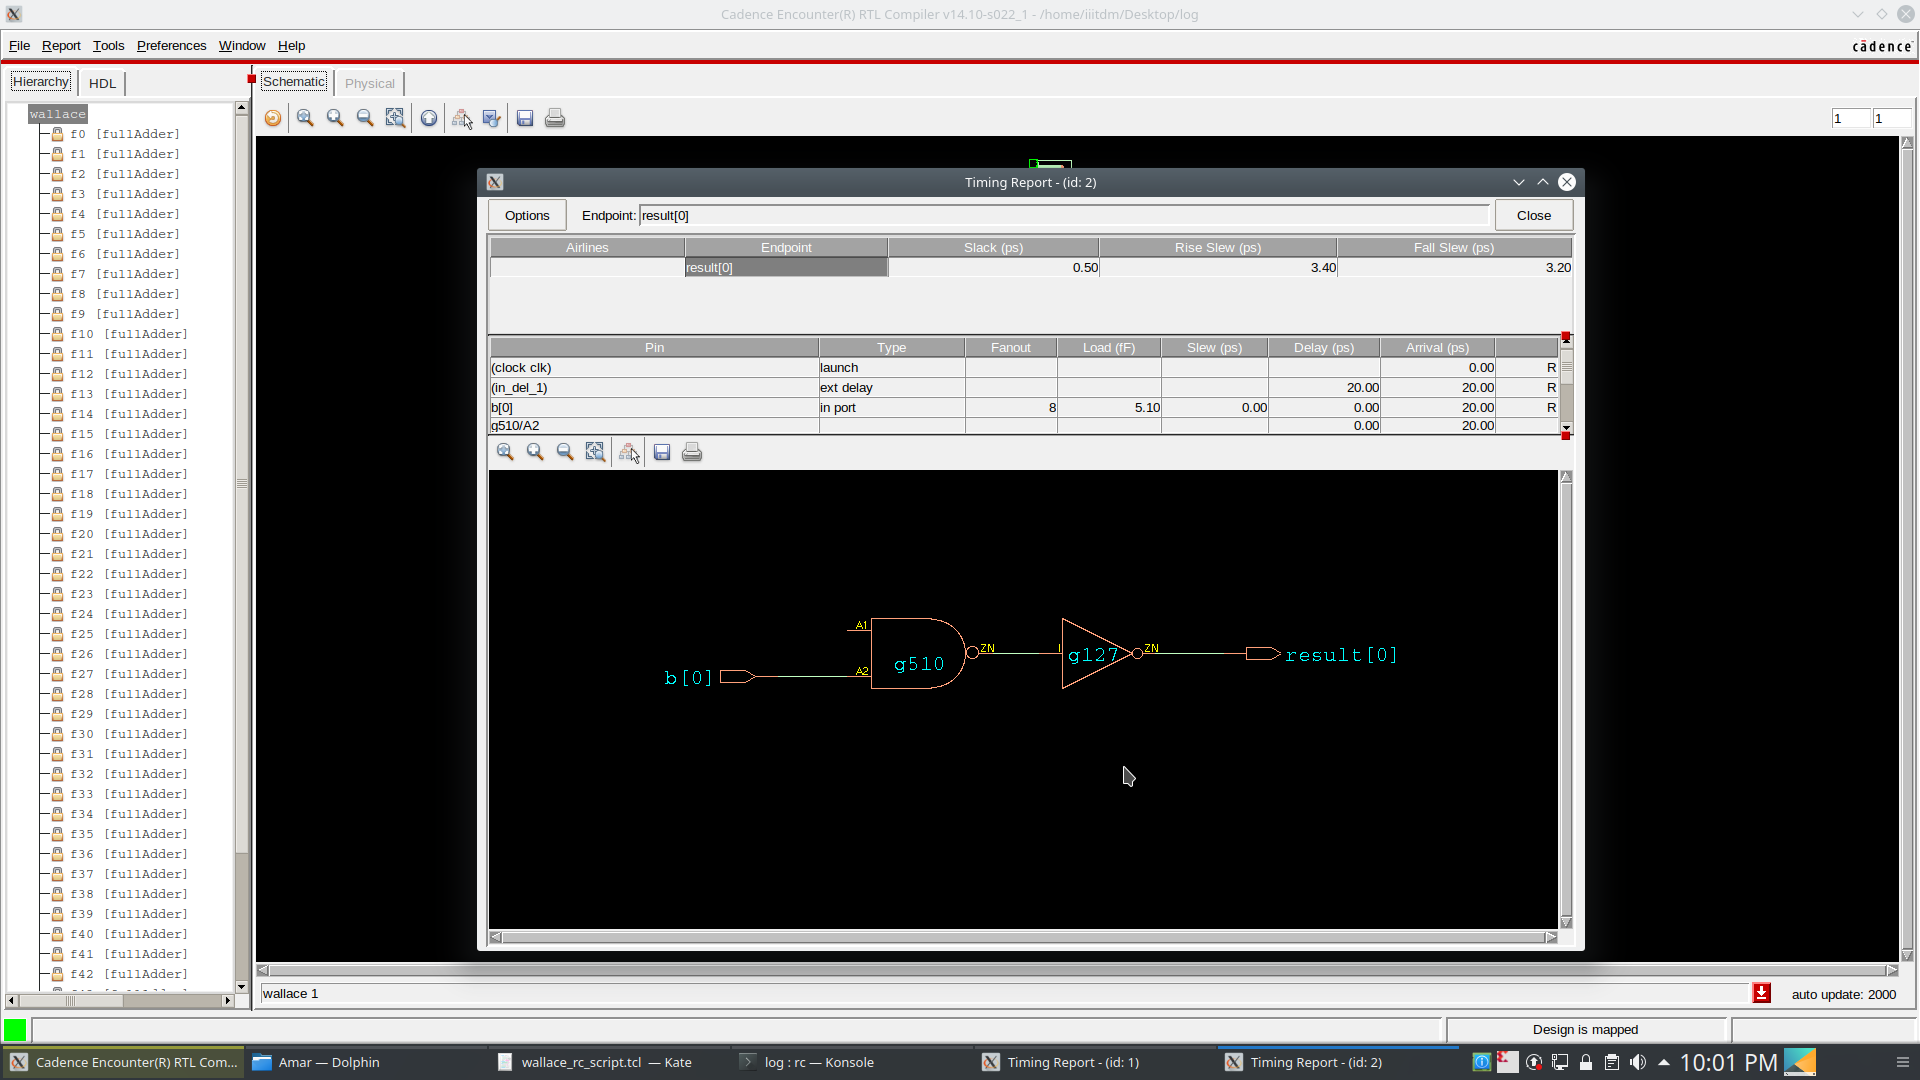 Cadence Encounter(R) RTL Compiler v14.10-s022_1 - /home/iiitdm/Desktop/log
File Report Tools Preferences Window Help
cādence
Hierarchy HDL
Schematic Physical
1 1
wallace
f0 [fullAdder]
f1 [fullAdder]
f2 [fullAdder]
f3 [fullAdder]
f4 [fullAdder]
f5 [fullAdder]
f6 [fullAdder]
f7 [fullAdder]
f8 [fullAdder]
f9 [fullAdder]
f10 [fullAdder]
f11 [fullAdder]
f12 [fullAdder]
f13 [fullAdder]
f14 [fullAdder]
f15 [fullAdder]
f16 [fullAdder]
f17 [fullAdder]
f18 [fullAdder]
f19 [fullAdder]
f20 [fullAdder]
f21 [fullAdder]
f22 [fullAdder]
f23 [fullAdder]
f24 [fullAdder]
f25 [fullAdder]
f26 [fullAdder]
f27 [fullAdder]
f28 [fullAdder]
f29 [fullAdder]
f30 [fullAdder]
f31 [fullAdder]
f32 [fullAdder]
f33 [fullAdder]
f34 [fullAdder]
f35 [fullAdder]
f36 [fullAdder]
f37 [fullAdder]
f38 [fullAdder]
f39 [fullAdder]
f40 [fullAdder]
f41 [fullAdder]
f42 [fullAdder]
Timing Report - (id: 2)
Options Endpoint: result[0] Close
Airlines Endpoint Slack (ps) Rise Slew (ps) Fall Slew (ps)
result[0] 0.50 3.40 3.20
Pin Type Fanout Load (fF) Slew (ps) Delay (ps) Arrival (ps)
(clock clk) launch 0.00 R
(in_del_1) ext delay 20.00 20.00 R
b[0] in port 8 5.10 0.00 0.00 20.00 R
g510/A2 0.00 20.00
A1
ZN ZN
g510 I g127 result[0]
b[0] A2
wallace 1
auto update: 2000
Design is mapped
Cadence Encounter(R) RTL Com... Amar — Dolphin wallace_rc_script.tcl — Kate log : rc — Konsole Timing Report - (id: 1) Timing Report - (id: 2) 10:01 PM